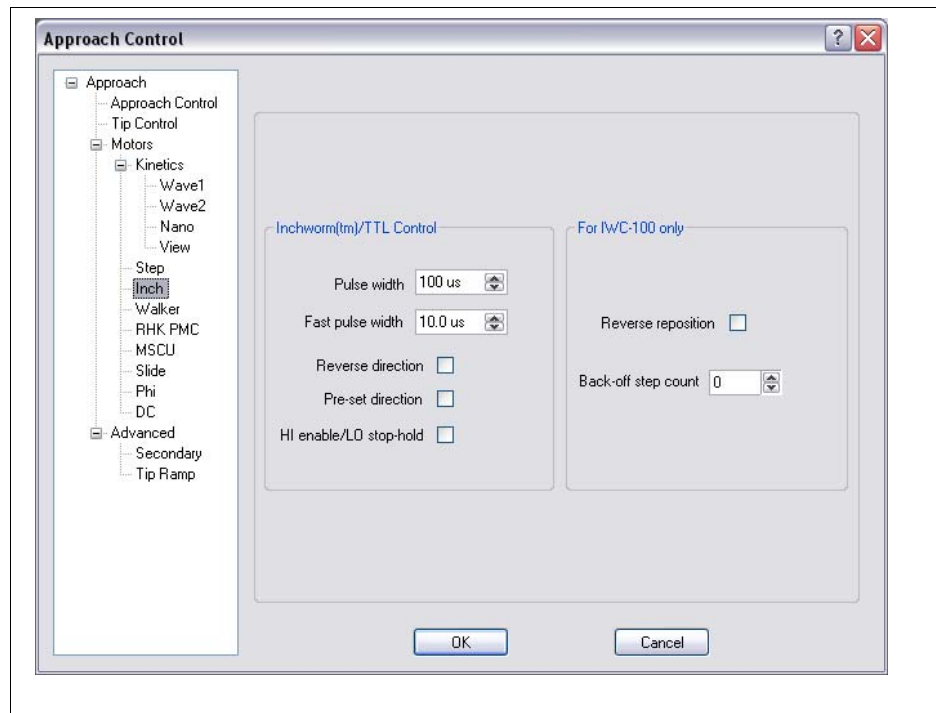 Approach Control
Approach
Approach Control
Tip Control
Motors
Kinetics
Wave1
Wave2
Nano
View
Step
Inch
Walker
RHK PMC
MSCU
Slide
Phi
DC
Advanced
Secondary
Tip Ramp
Inchworm(tm)/TTL Control
Pulse width 100 us
Fast pulse width 10.0 us
Reverse direction
Pre-set direction
HI enable/LO stop-hold
For IWC-100 only
Reverse reposition
Back-off step count 0
OK
Cancel